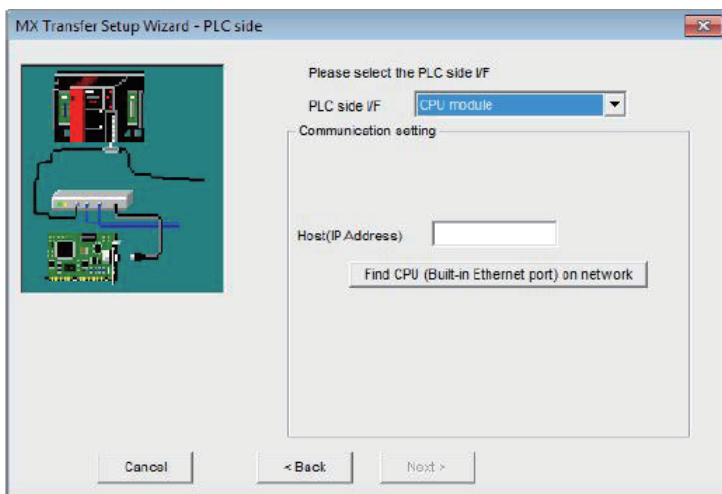 MX Transfer Setup Wizard - PLC side
Please select the PLC side I/F
PLC side I/F CPU module
Communication setting
Host(IP Address)
Find CPU (Built-in Ethernet port) on network
Cancel < Back Next >